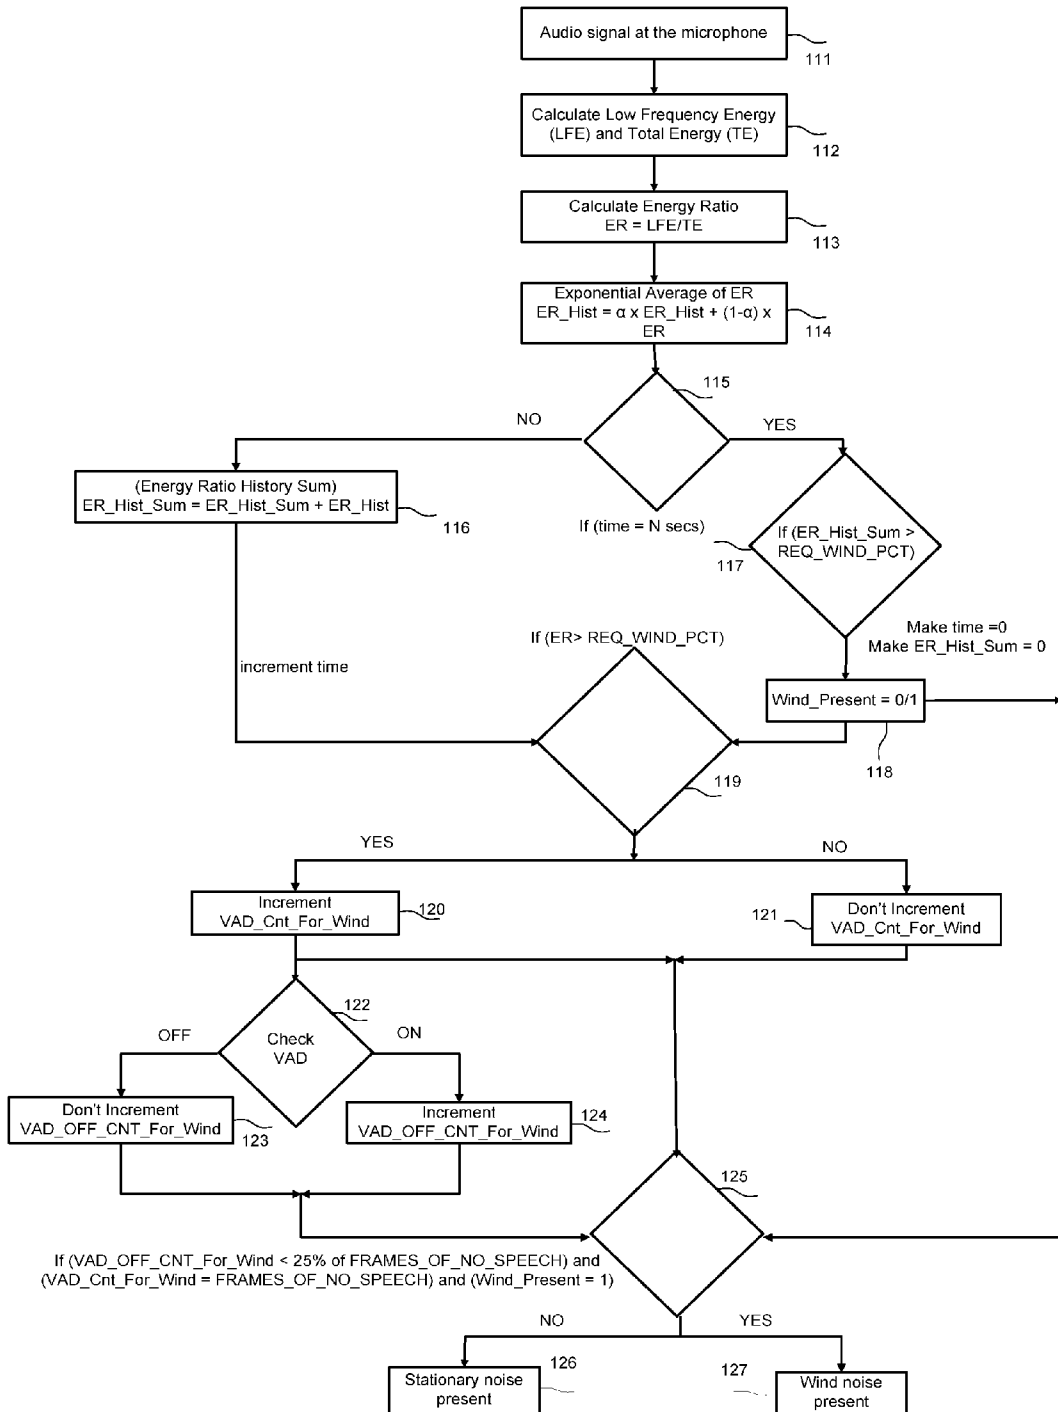 Audio signal at the microphone
111
Calculate Low Frequency Energy
(LFE) and Total Energy (TE)
112
Calculate Energy Ratio
ER = LFE/TE
113
Exponential Average of ER
ER_Hist = α x ER_Hist + (1-α) x
ER
114
115
NO
YES
(Energy Ratio History Sum)
ER_Hist_Sum = ER_Hist_Sum + ER_Hist
116
If (time = N secs)
If (ER_Hist_Sum >
REQ_WIND_PCT)
117
Make time =0
Make ER_Hist_Sum = 0
If (ER> REQ_WIND_PCT)
increment time
Wind_Present = 0/1
118
119
YES
NO
Increment
VAD_Cnt_For_Wind
120
Don't Increment
VAD_Cnt_For_Wind
121
122
OFF
ON
Check
VAD
Don't Increment
VAD_OFF_CNT_For_Wind
123
Increment
VAD_OFF_CNT_For_Wind
124
125
If (VAD_OFF_CNT_For_Wind < 25% of FRAMES_OF_NO_SPEECH) and
(VAD_Cnt_For_Wind = FRAMES_OF_NO_SPEECH) and (Wind_Present = 1)
NO
YES
Stationary noise
present
126
127
Wind noise
present